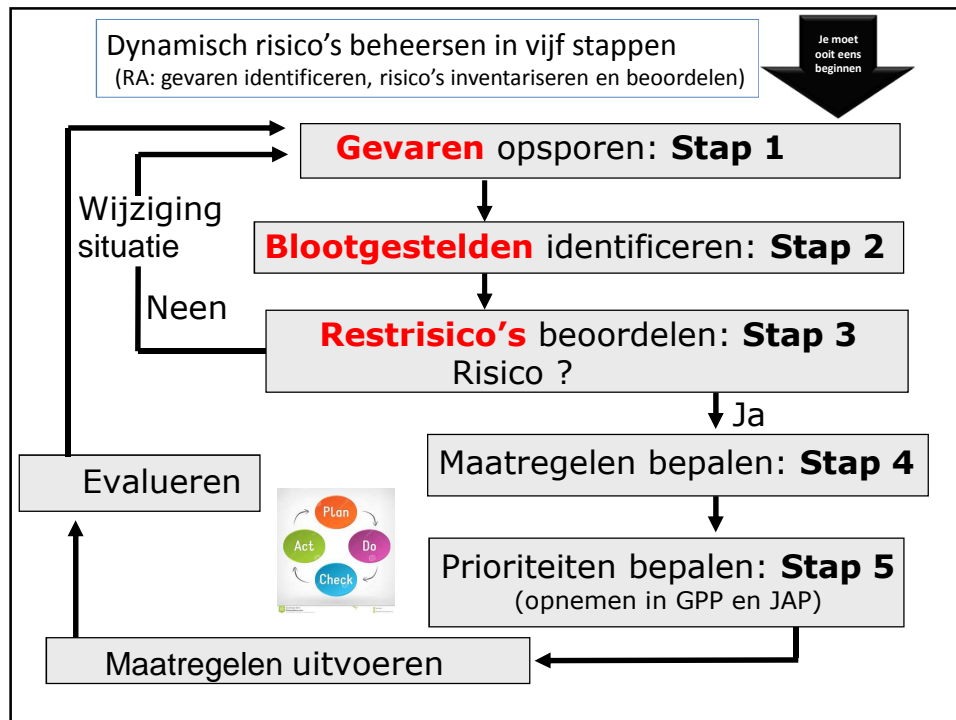 Dynamisch risico's beheersen in vijf stappen
(RA: gevaren identificeren, risico's inventariseren en beoordelen)
Je moet
ooit eens
beginnen
Gevaren opsporen: Stap 1
Wijziging
situatie
Blootgestelden identificeren: Stap 2
Neen
Restrisico's beoordelen: Stap 3
Risico ?
Ja
Maatregelen bepalen: Stap 4
Evalueren
Plan
Act
Do
Check
Prioriteiten bepalen: Stap 5
(opnemen in GPP en JAP)
Maatregelen uitvoeren